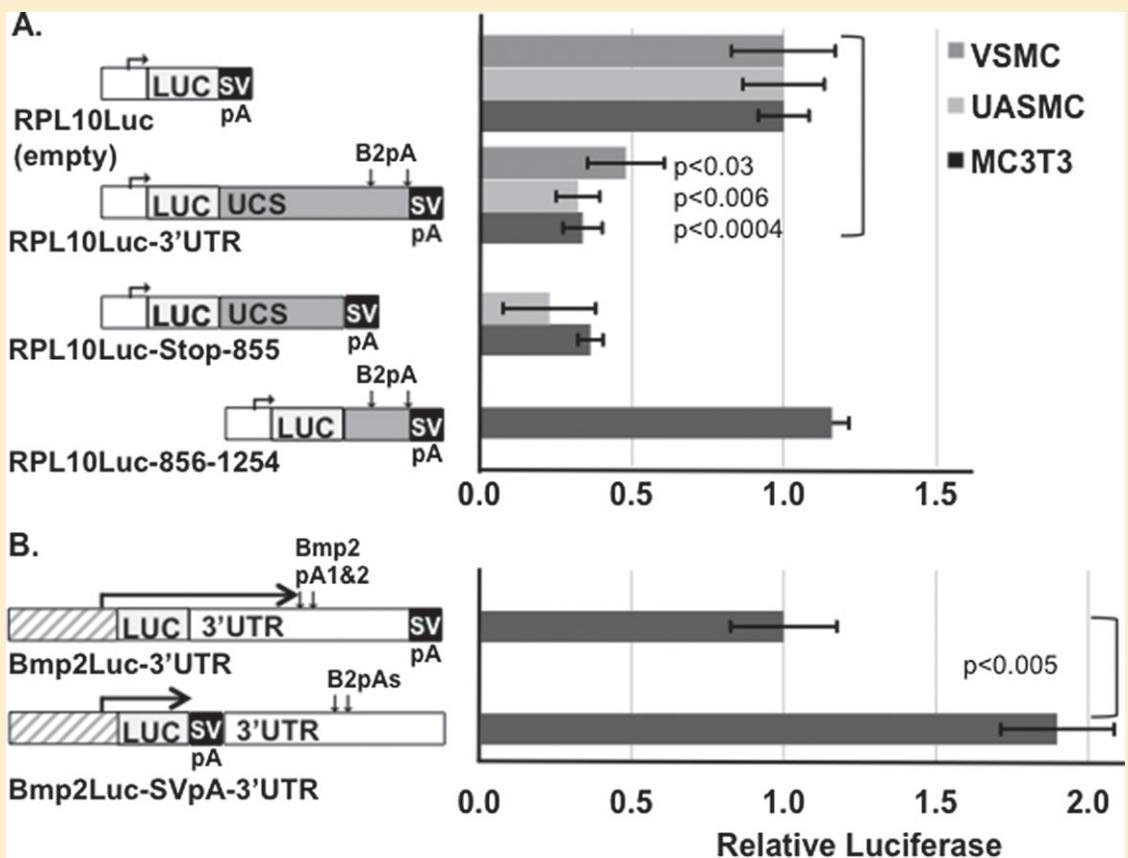 A.
LUC SV
pA
RPL10Luc
(empty)
B2pA
LUC UCS SV
pA
RPL10Luc-3'UTR
LUC UCS SV
pA
RPL10Luc-Stop-855
B2pA
LUC SV
pA
RPL10Luc-856-1254
VSMC
UASMC
MC3T3
p<0.03
p<0.006
p<0.0004
0.0 0.5 1.0 1.5
B.
Bmp2
pA1&2
LUC 3'UTR SV
pA
Bmp2Luc-3'UTR
B2pAs
LUC SV 3'UTR
pA
Bmp2Luc-SVpA-3'UTR
p<0.005
0.0 0.5 1.0 1.5 2.0
Relative Luciferase